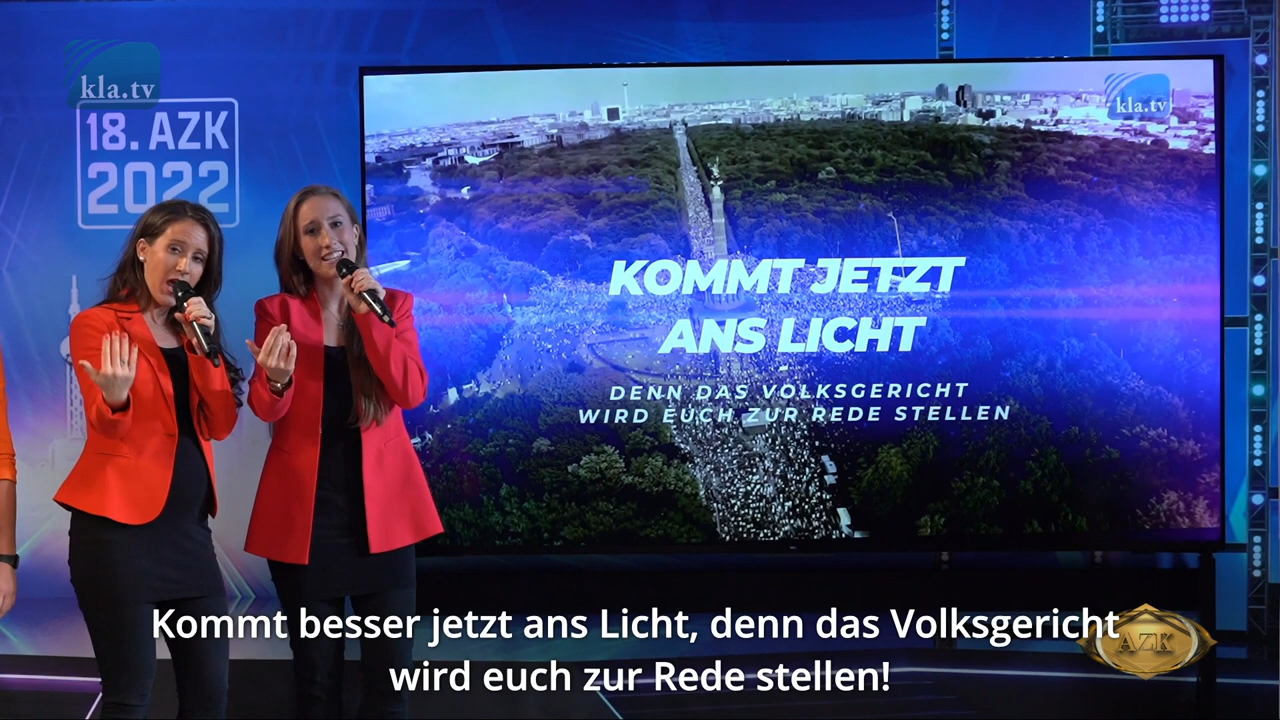 kla.tv
18. AZK
2022
kla.tv
KOMMT JETZT
ANS LICHT
DENN DAS VOLKSGERICHT
WIRD EUCH ZUR REDE STELLEN
Kommt besser jetzt ans Licht, denn das Volksgericht
wird euch zur Rede stellen!
AZK